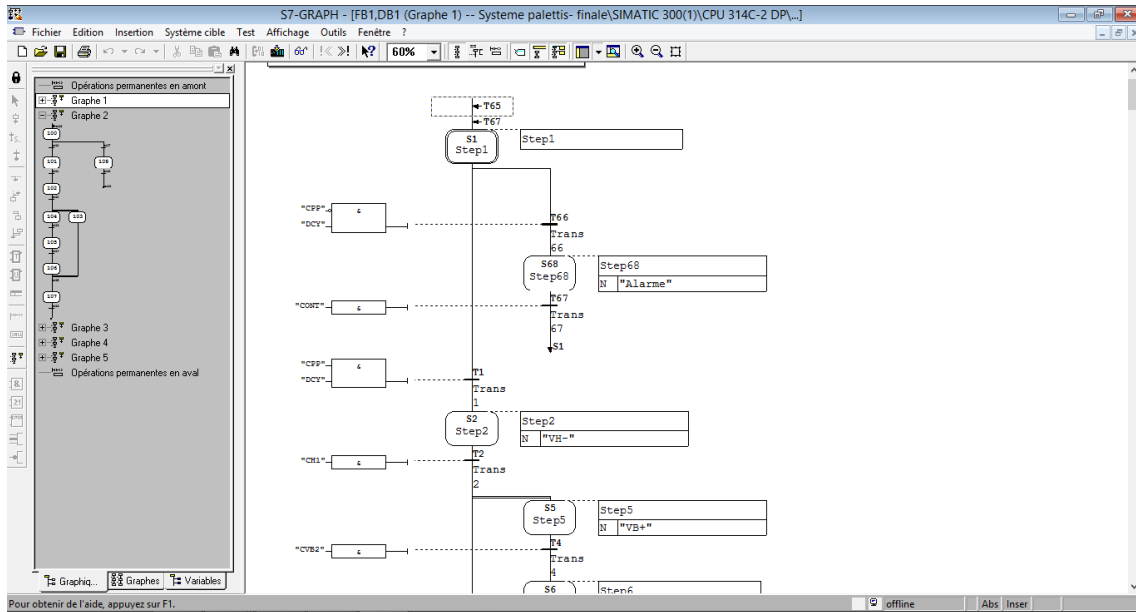 S7-GRAPH - [FB1,DB1 (Graphe 1) -- Systeme palettis- finale\SIMATIC 300(1)\CPU 314C-2 DP\...]
Fichier Edition Insertion Système cible Test Affichage Outils Fenêtre ?
60%
Opérations permanentes en amont
Graphe 1
Graphe 2
100
101 108
102
104 103
105
106
107
Graphe 3
Graphe 4
Graphe 5
Opérations permanentes en aval
Graphiq... Graphes Variables
T65
T67
S1
Step1
Step1
"CPP"
&
"DCY"
T66
Trans
66
S68
Step68
Step68
N "Alarme"
"CONT"
&
T67
Trans
67
S1
"CPP"
&
"DCY"
T1
Trans
1
S2
Step2
Step2
N "VH-"
"CH1"
&
T2
Trans
2
S5
Step5
Step5
N "VB+"
"CVB2"
&
T4
Trans
4
S6
Step6
Pour obtenir de l'aide, appuyez sur F1.
offline
Abs Inser